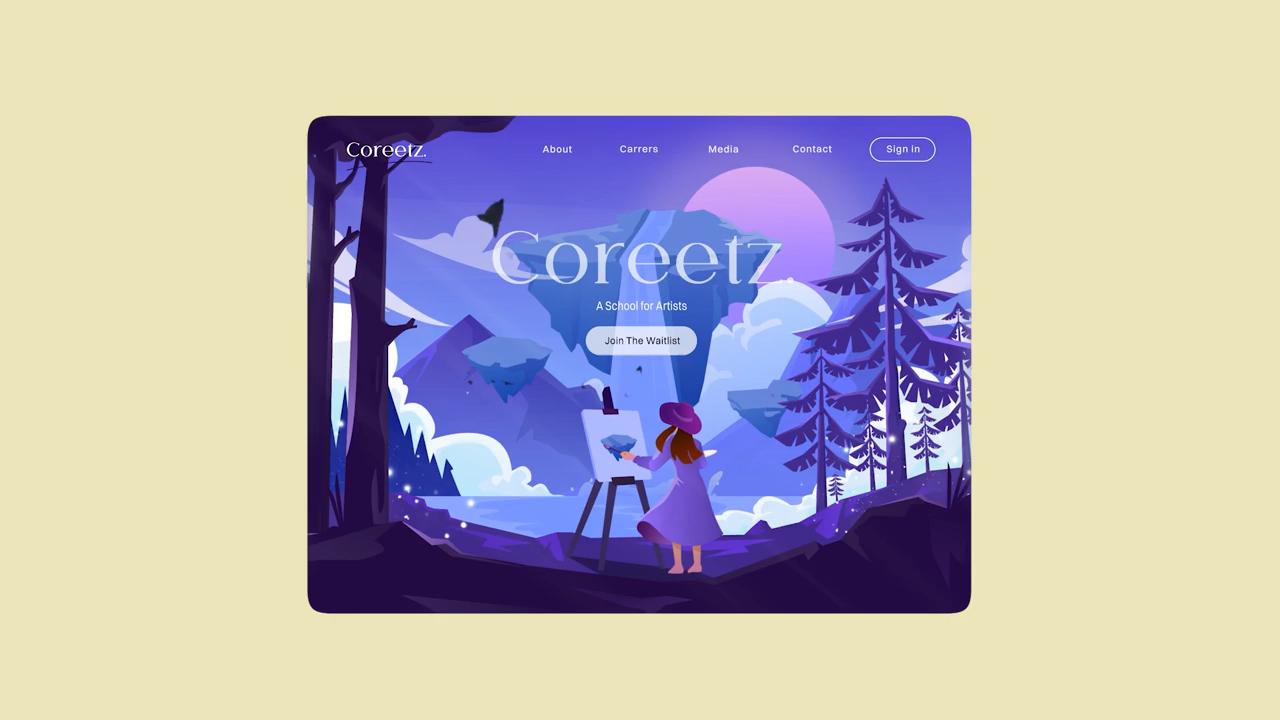 Coreetz.
About Carrers Media Contact Sign in
Coreetz.
A School for Artists
Join The Waitlist